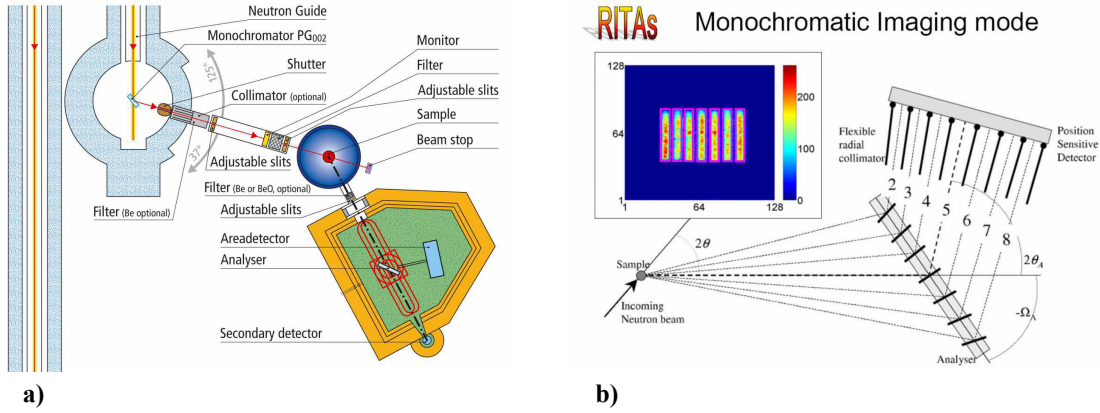 Neutron Guide
Monochromator PG002
125°
37°
Shutter
Collimator (optional)
Monitor
Filter
Adjustable slits
Sample
Beam stop
Adjustable slits
Filter (Be optional)
Filter (Be or BeO, optional)
Adjustable slits
Areadetector
Analyser
Secondary detector
a)
RITAs
Monochromatic Imaging mode
128
64
1
64
128
200
100
0
Flexible
radial
collimator
Position
Sensitive
Detector
2
3
4
5
6
7
8
2θ
Sample
2θA
Incoming
Neutron beam
-ΩA
Analyser
b)